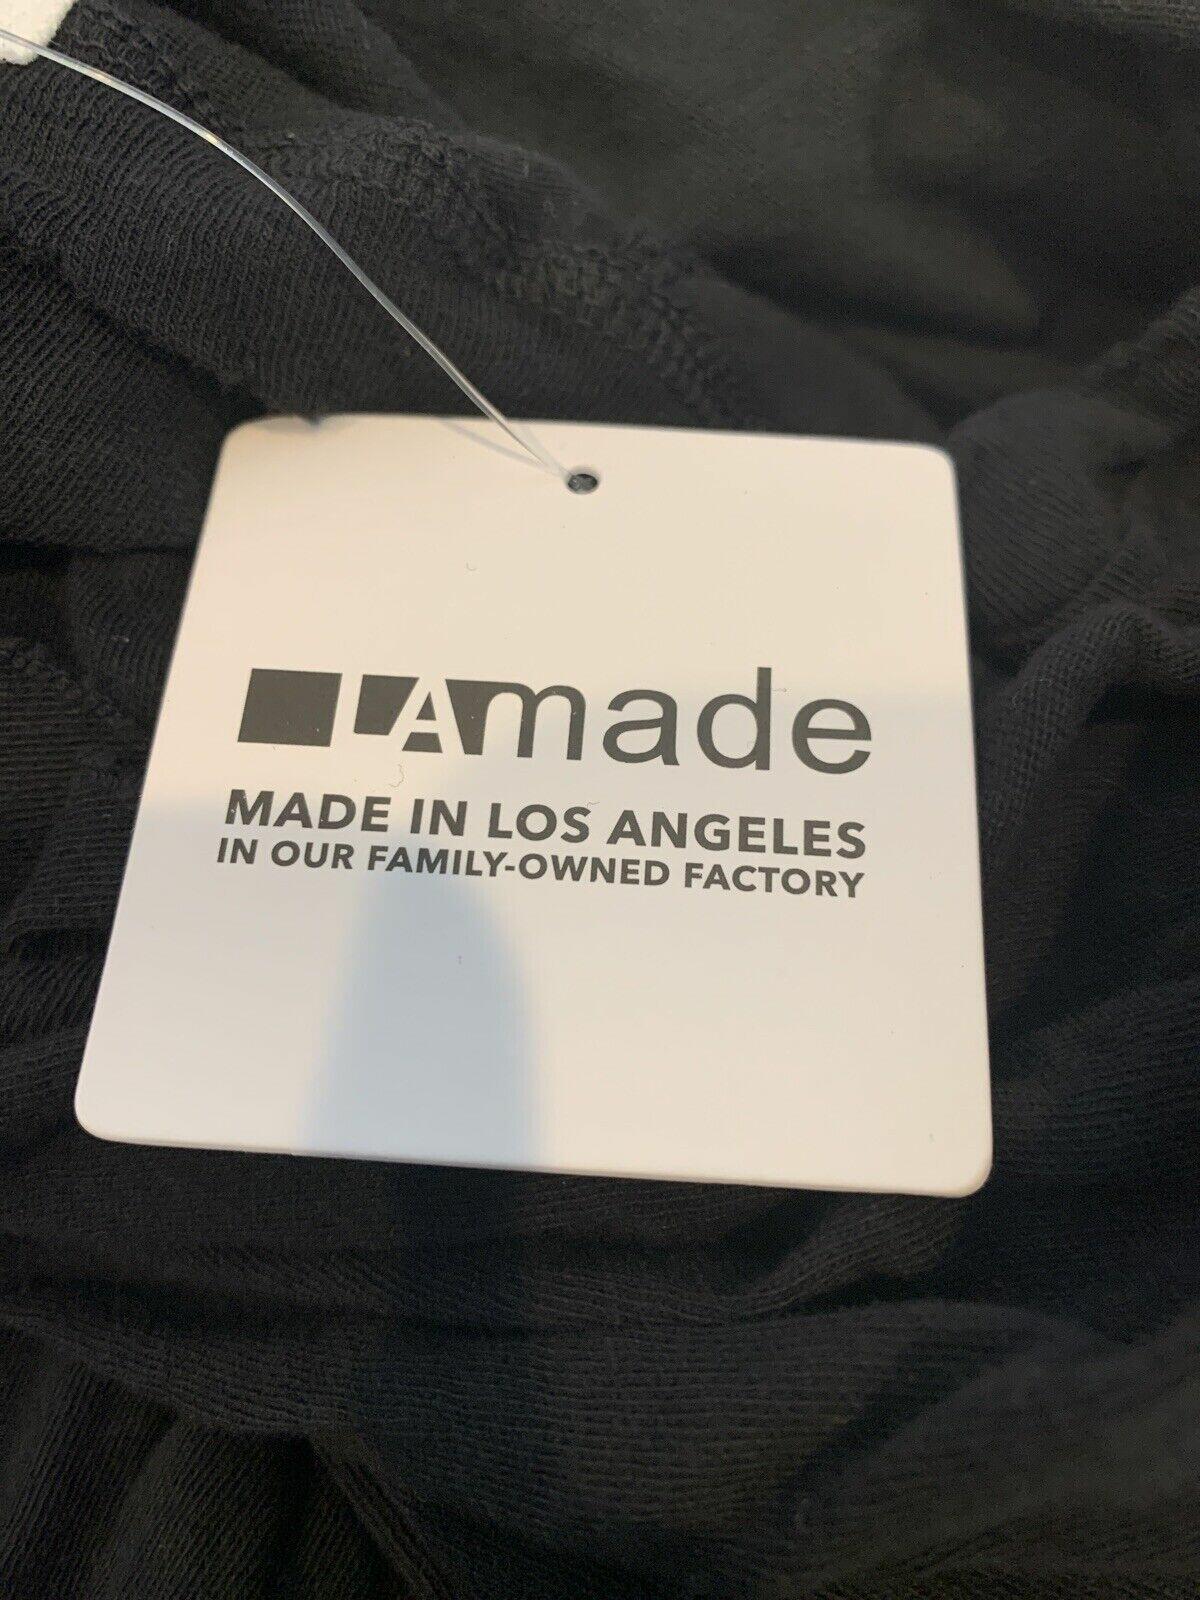 LAmade
MADE IN LOS ANGELES
IN OUR FAMILY-OWNED FACTORY